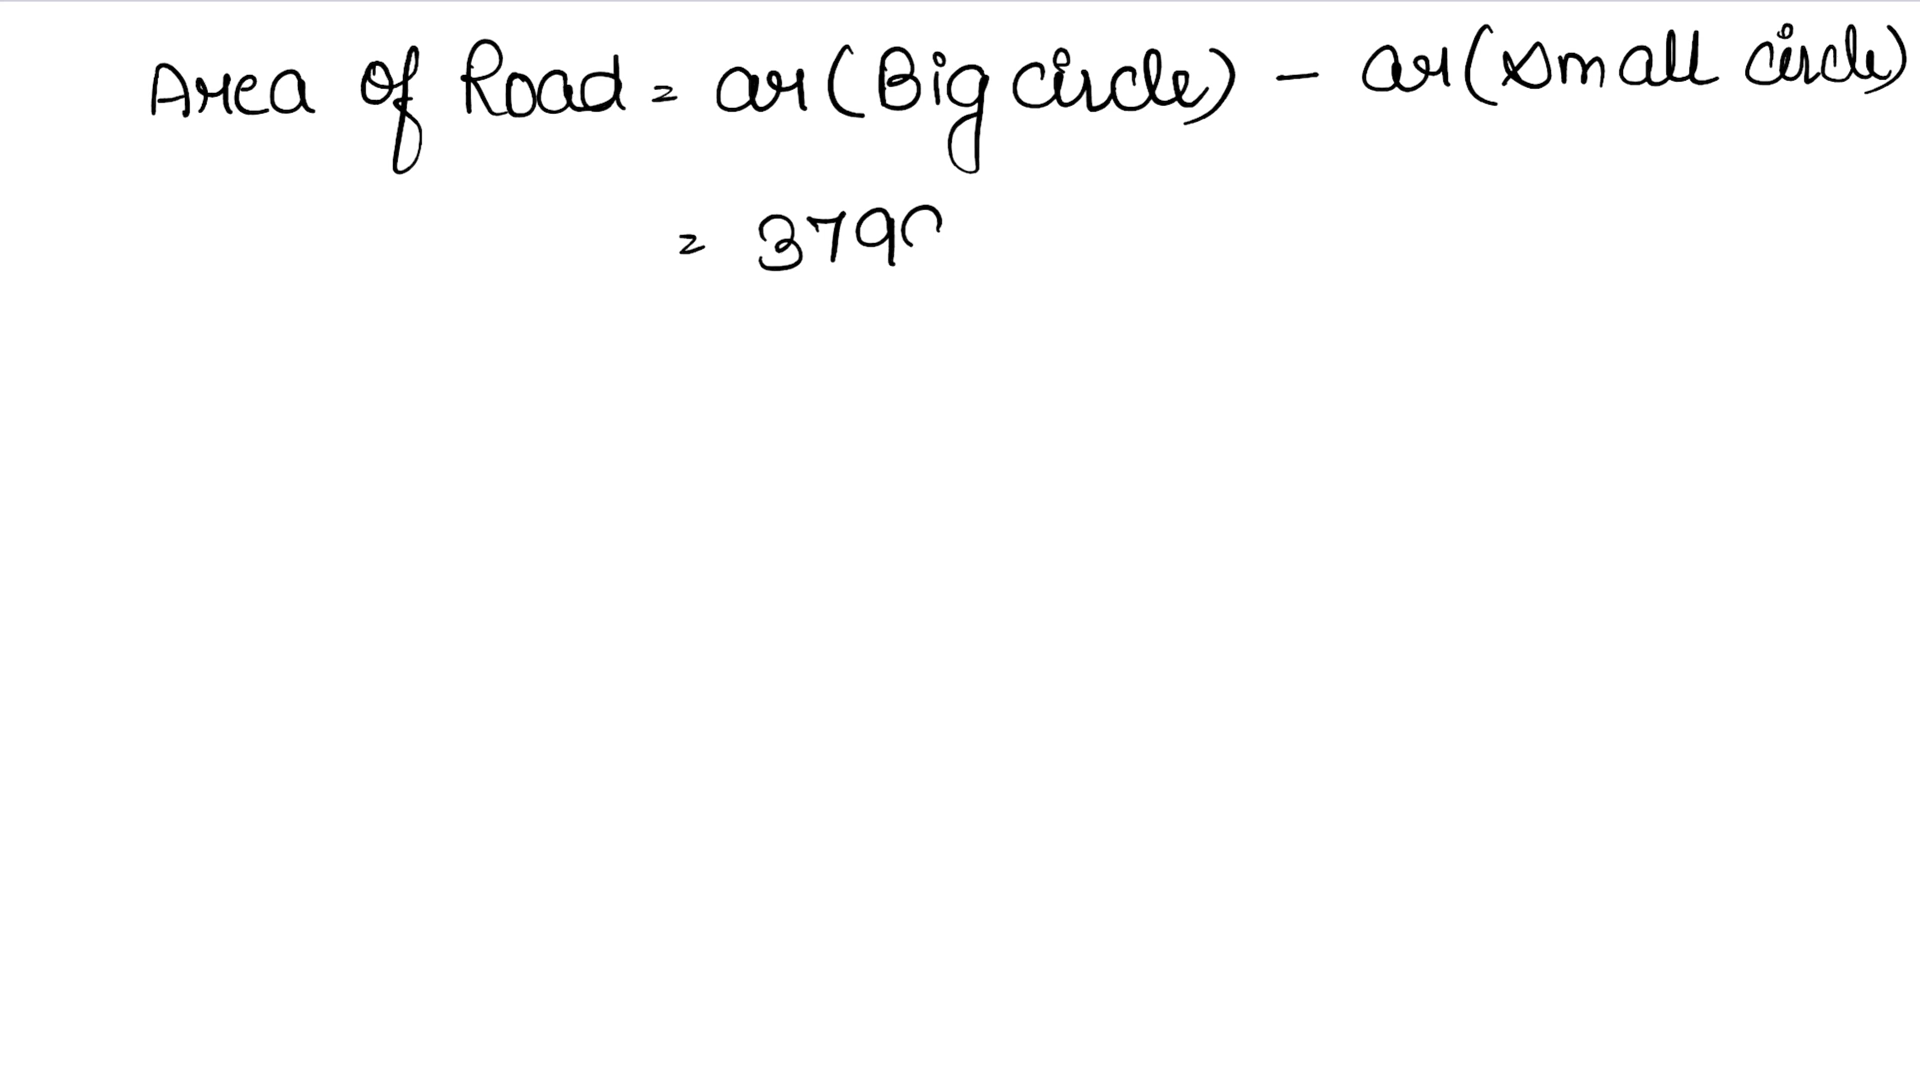 Area of Road = ar(Big circle) - ar(small circle)
= 379